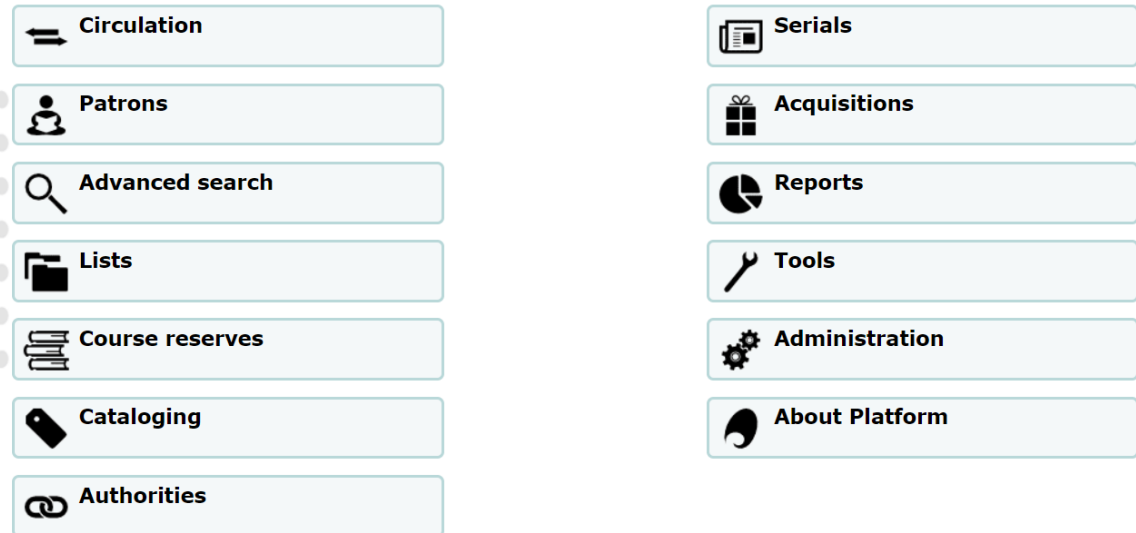 Circulation
Patrons
Advanced search
Lists
Course reserves
Cataloging
Authorities
Serials
Acquisitions
Reports
Tools
Administration
About Platform